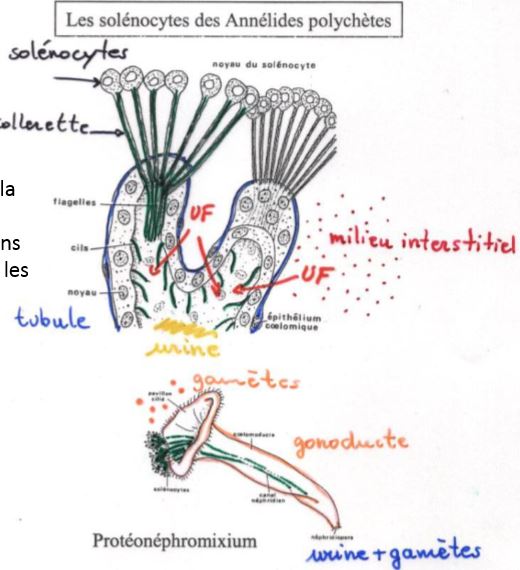 Les solénocytes des Annélides polychètes
solénocytes
noyau du solénocyte
collerette
la
ns
les
flagelles
UF
milieu interstitiel
cils
UF
noyau
tubule
épithélium
cœlomique
urine
gamètes
pavillon
cilié
cœlomoducte
gonoducte
solénocytes
canal
néphridien
néphridiopore
Protéonéphromixium
urine + gamètes